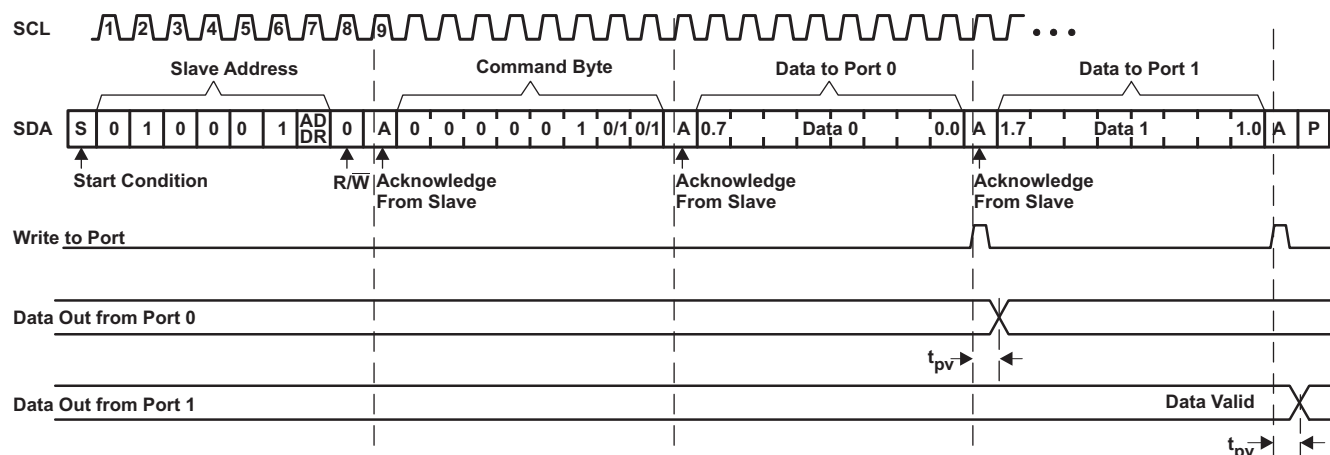 SCL 1 2 3 4 5 6 7 8 9
Slave Address Command Byte Data to Port 0 Data to Port 1
SDA S 0 1 0 0 0 1 AD DR 0 A 0 0 0 0 0 1 0/1 0/1 A 0.7 Data 0 0.0 A 1.7 Data 1 1.0 A P
Start Condition R/W̅ Acknowledge From Slave Acknowledge From Slave Acknowledge From Slave
Write to Port
Data Out from Port 0
tpv
Data Out from Port 1 Data Valid
tpv